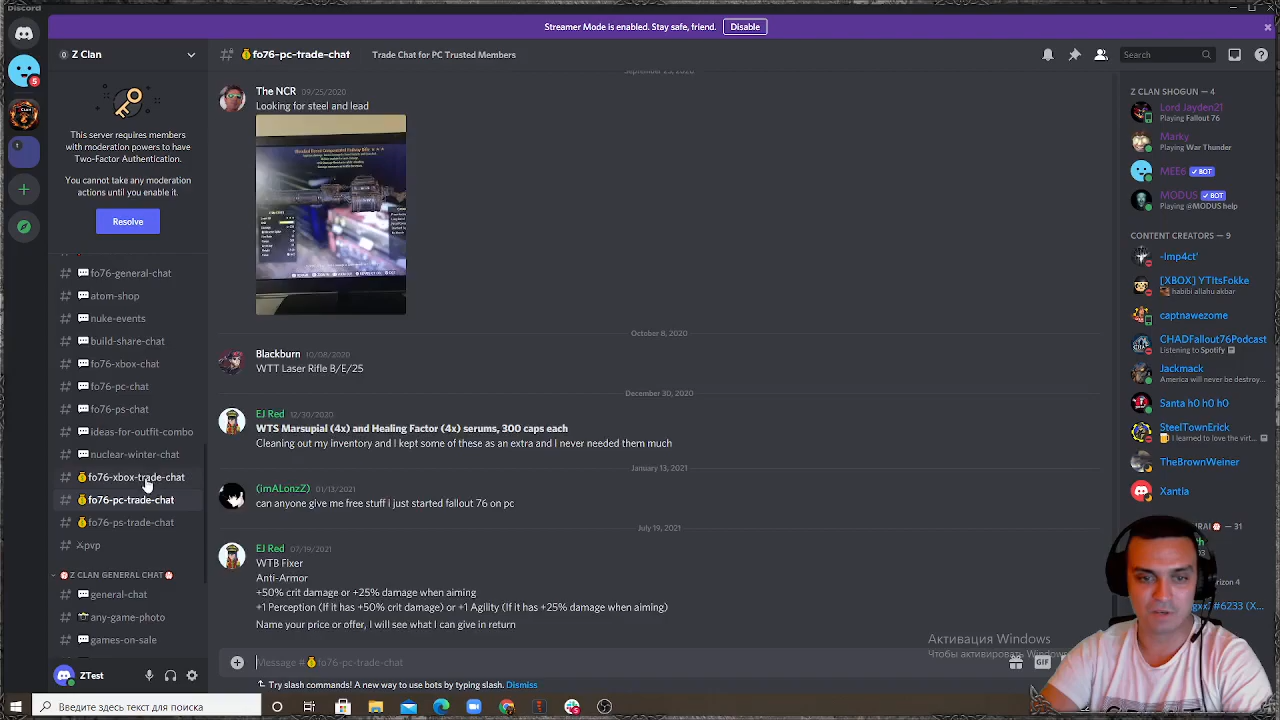 Discord
Streamer Mode is enabled. Stay safe, friend. Disable
Z Clan
fo76-pc-trade-chat Trade Chat for PC Trusted Members
Search
5
This server requires members
with moderation powers to have
Two-factor Authentication.
You cannot take any moderation
actions until you enable it.
Resolve
fo76-general-chat
atom-shop
nuke-events
build-share-chat
fo76-xbox-chat
fo76-pc-chat
fo76-ps-chat
ideas-for-outfit-combo
nuclear-winter-chat
fo76-xbox-trade-chat
fo76-pc-trade-chat
fo76-ps-trade-chat
pvp
Z CLAN GENERAL CHAT
general-chat
any-game-photo
games-on-sale
ZTest
The NCR 09/25/2020
Looking for steel and lead
October 8, 2020
Blackburn 10/08/2020
WTT Laser Rifle B/E/25
December 30, 2020
EJ Red 12/30/2020
WTS Marsupial (4x) and Healing Factor (4x) serums, 300 caps each
Cleaning out my inventory and I kept some of these as an extra and I never needed them much
January 13, 2021
(imALonzZ) 01/13/2021
can anyone give me free stuff i just started fallout 76 on pc
July 19, 2021
EJ Red 07/19/2021
WTB Fixer
Anti-Armor
+50% crit damage or +25% damage when aiming
+1 Perception (If it has +50% crit damage) or +1 Agility (If it has +25% damage when aiming)
Name your price or offer, I will see what I can give in return
Message #fo76-pc-trade-chat
GIF
Try slash commands! A new way to use bots by typing slash. Dismiss
Z CLAN SHOGUN — 4
Lord Jayden21
Playing Fallout 76
Marky
Playing War Thunder
MEE6 BOT
MODUS BOT
Playing @MODUS help
CONTENT CREATORS — 9
-Imp4ct'
[XBOX] YTItsFokke
habibi allahu akbar
captnawezome
CHADFallout76Podcast
Listening to Spotify
Jackmack
America will never be destroy...
Santa h0 h0 h0
SteelTownErick
I learned to love the virt...
TheBrownWeiner
Xantia
— 31
Активация Windows
Чтобы активировать Windows
Введите здесь текст для поиска